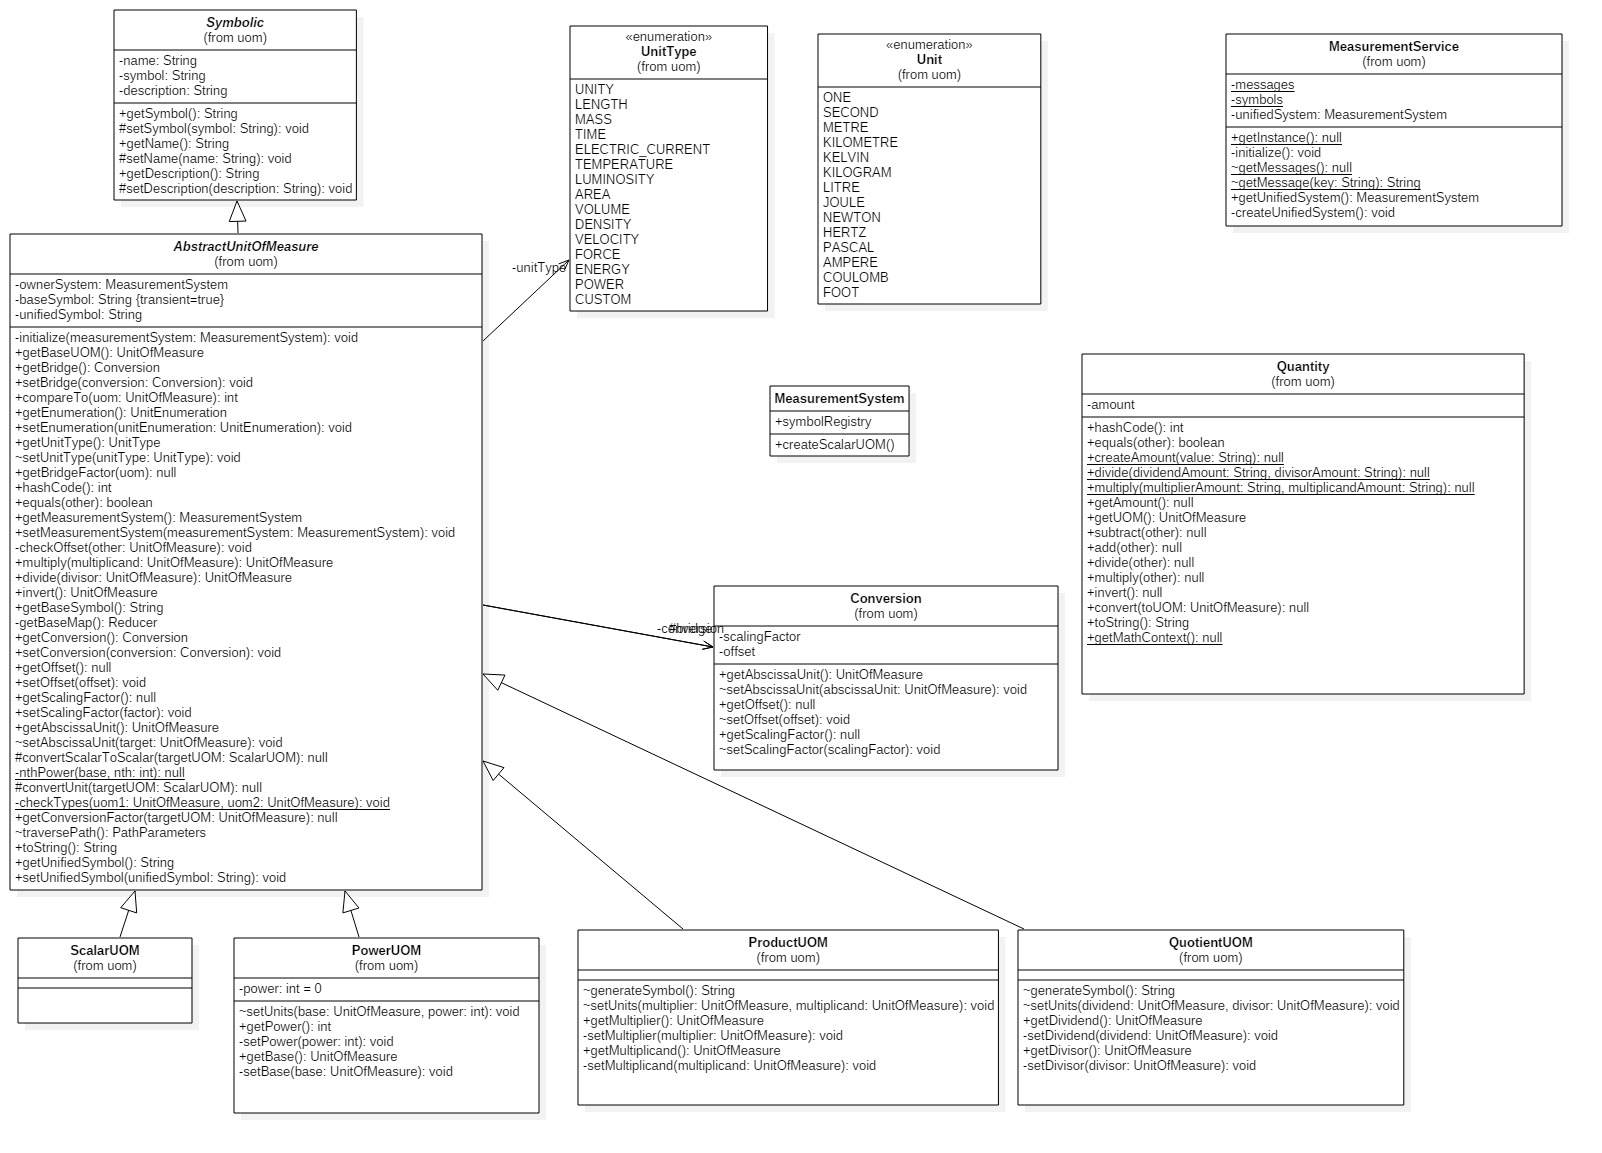 Symbolic
(from uom)
-name: String
-symbol: String
-description: String
+getSymbol(): String
#setSymbol(symbol: String): void
+getName(): String
#setName(name: String): void
+getDescription(): String
#setDescription(description: String): void
«enumeration»
UnitType
(from uom)
UNITY
LENGTH
MASS
TIME
ELECTRIC_CURRENT
TEMPERATURE
LUMINOSITY
AREA
VOLUME
DENSITY
VELOCITY
FORCE
ENERGY
POWER
CUSTOM
«enumeration»
Unit
(from uom)
ONE
SECOND
METRE
KILOMETRE
KELVIN
KILOGRAM
LITRE
JOULE
NEWTON
HERTZ
PASCAL
AMPERE
COULOMB
FOOT
MeasurementService
(from uom)
-messages
-symbols
-unifiedSystem: MeasurementSystem
+getInstance(): null
-initialize(): void
~getMessages(): null
~getMessage(key: String): String
+getUnifiedSystem(): MeasurementSystem
-createUnifiedSystem(): void
AbstractUnitOfMeasure
(from uom)
-ownerSystem: MeasurementSystem
-baseSymbol: String {transient=true}
-unifiedSymbol: String
-initialize(measurementSystem: MeasurementSystem): void
+getBaseUOM(): UnitOfMeasure
+getBridge(): Conversion
+setBridge(conversion: Conversion): void
+compareTo(uom: UnitOfMeasure): int
+getEnumeration(): UnitEnumeration
+setEnumeration(unitEnumeration: UnitEnumeration): void
+getUnitType(): UnitType
~setUnitType(unitType: UnitType): void
+getBridgeFactor(uom): null
+hashCode(): int
+equals(other): boolean
+getMeasurementSystem(): MeasurementSystem
+setMeasurementSystem(measurementSystem: MeasurementSystem): void
-checkOffset(other: UnitOfMeasure): void
+multiply(multiplicand: UnitOfMeasure): UnitOfMeasure
+divide(divisor: UnitOfMeasure): UnitOfMeasure
+invert(): UnitOfMeasure
+getBaseSymbol(): String
-getBaseMap(): Reducer
+getConversion(): Conversion
+setConversion(conversion: Conversion): void
+getOffset(): null
+setOffset(offset): void
+getScalingFactor(): null
+setScalingFactor(factor): void
+getAbscissaUnit(): UnitOfMeasure
~setAbscissaUnit(target: UnitOfMeasure): void
#convertScalarToScalar(targetUOM: ScalarUOM): null
-nthPower(base, nth: int): null
#convertUnit(targetUOM: ScalarUOM): null
-checkTypes(uom1: UnitOfMeasure, uom2: UnitOfMeasure): void
+getConversionFactor(targetUOM: UnitOfMeasure): null
~traversePath(): PathParameters
+toString(): String
+getUnifiedSymbol(): String
+setUnifiedSymbol(unifiedSymbol: String): void
-unitType
MeasurementSystem
+symbolRegistry
+createScalarUOM()
Quantity
(from uom)
-amount
+hashCode(): int
+equals(other): boolean
+createAmount(value: String): null
+divide(dividendAmount: String, divisorAmount: String): null
+multiply(multiplierAmount: String, multiplicandAmount: String): null
+getAmount(): null
+getUOM(): UnitOfMeasure
+subtract(other): null
+add(other): null
+divide(other): null
+multiply(other): null
+invert(): null
+convert(toUOM: UnitOfMeasure): null
+toString(): String
+getMathContext(): null
Conversion
(from uom)
-scalingFactor
-offset
+getAbscissaUnit(): UnitOfMeasure
~setAbscissaUnit(abscissaUnit: UnitOfMeasure): void
+getOffset(): null
~setOffset(offset): void
+getScalingFactor(): null
~setScalingFactor(scalingFactor): void
ScalarUOM
(from uom)
PowerUOM
(from uom)
-power: int = 0
~setUnits(base: UnitOfMeasure, power: int): void
+getPower(): int
-setPower(power: int): void
+getBase(): UnitOfMeasure
-setBase(base: UnitOfMeasure): void
ProductUOM
(from uom)
~generateSymbol(): String
~setUnits(multiplier: UnitOfMeasure, multiplicand: UnitOfMeasure): void
+getMultiplier(): UnitOfMeasure
-setMultiplier(multiplier: UnitOfMeasure): void
+getMultiplicand(): UnitOfMeasure
-setMultiplicand(multiplicand: UnitOfMeasure): void
QuotientUOM
(from uom)
~generateSymbol(): String
~setUnits(dividend: UnitOfMeasure, divisor: UnitOfMeasure): void
+getDividend(): UnitOfMeasure
-setDividend(dividend: UnitOfMeasure): void
+getDivisor(): UnitOfMeasure
-setDivisor(divisor: UnitOfMeasure): void